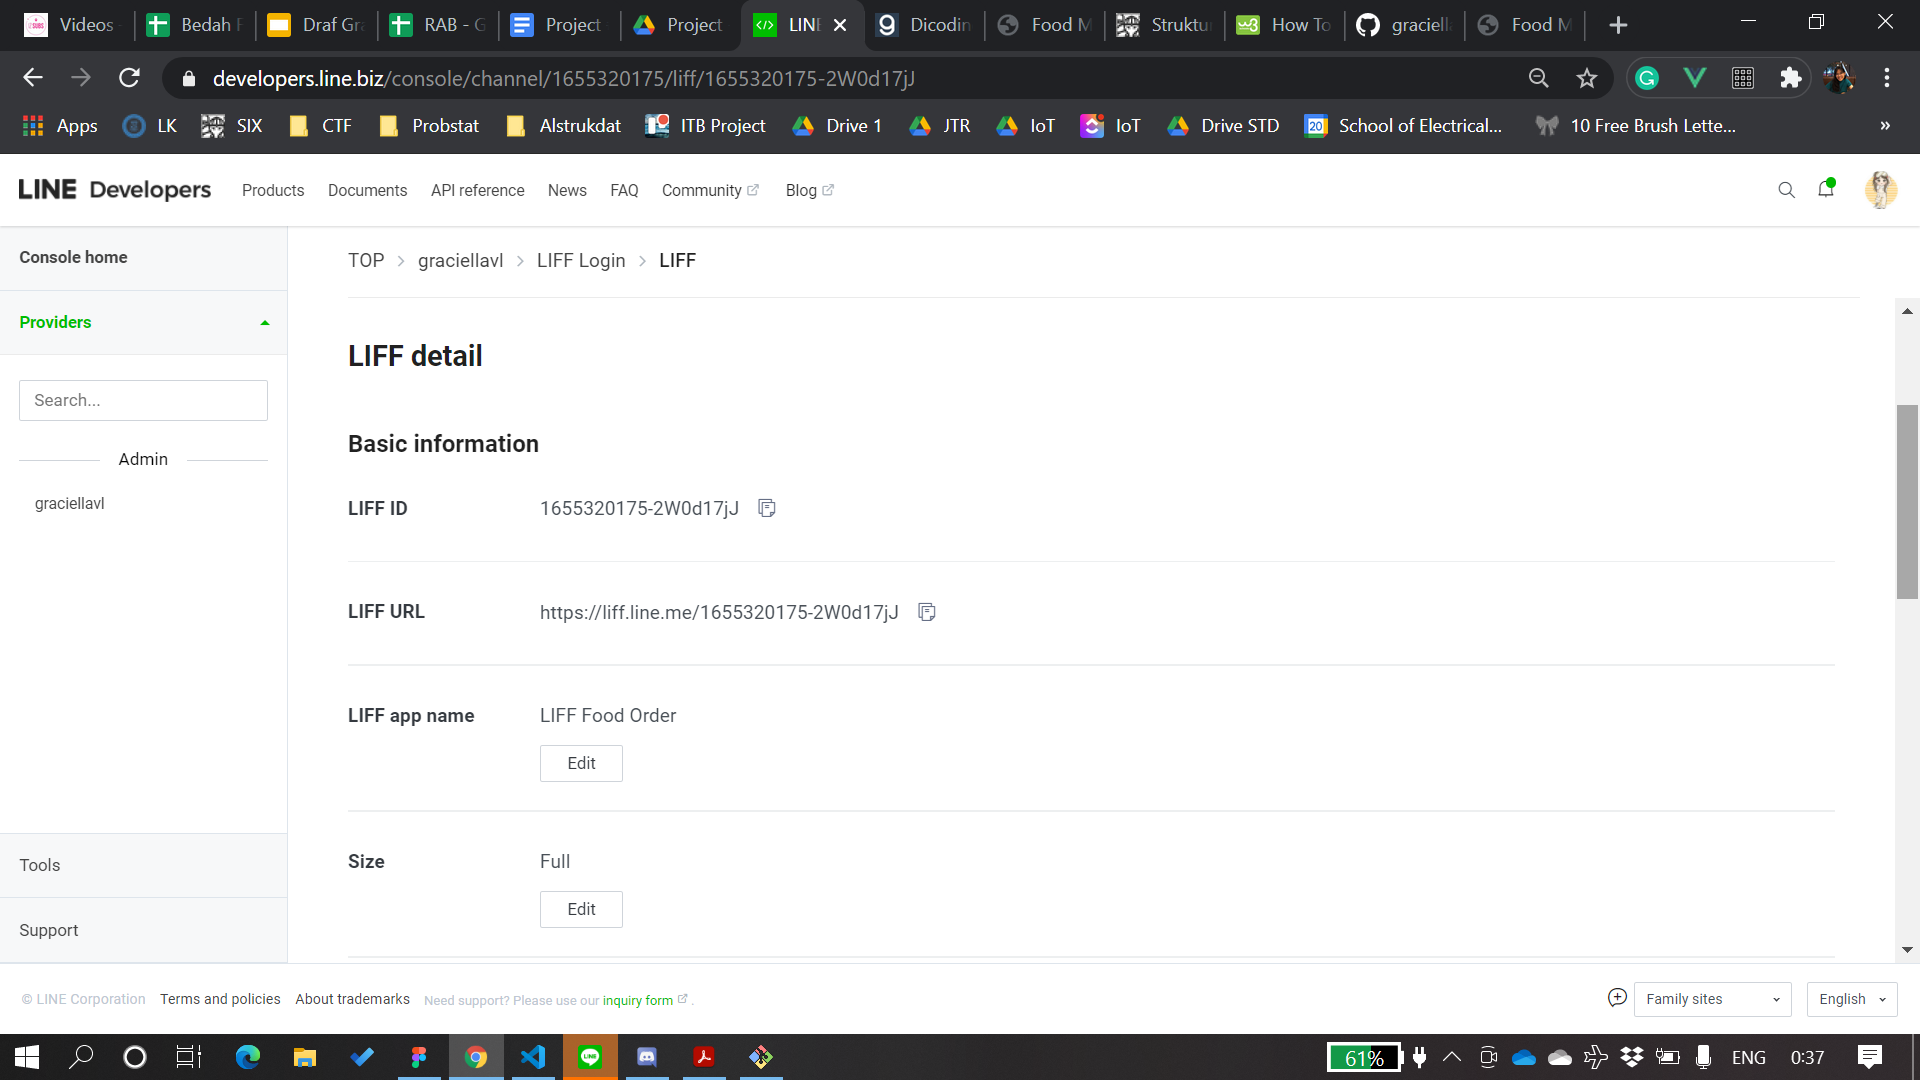 Videos
Bedah F
Draf Gra
RAB - G
Project
Project
LINE
Dicodin
Food M
Struktu
How To
graciell
Food M
developers.line.biz/console/channel/1655320175/liff/1655320175-2W0d17jJ
Apps LK SIX CTF Probstat Alstrukdat ITB Project Drive 1 JTR IoT IoT Drive STD School of Electrical... 10 Free Brush Lette... »
LINE Developers Products Documents API reference News FAQ Community Blog
Console home
Providers
Search...
Admin
graciellavl
Tools
Support
TOP > graciellavl > LIFF Login > LIFF
LIFF detail
Basic information
LIFF ID 1655320175-2W0d17jJ
LIFF URL https://liff.line.me/1655320175-2W0d17jJ
LIFF app name LIFF Food Order
Edit
Size Full
Edit
© LINE Corporation Terms and policies About trademarks Need support? Please use our inquiry form .
Family sites English
61% ENG 0:37